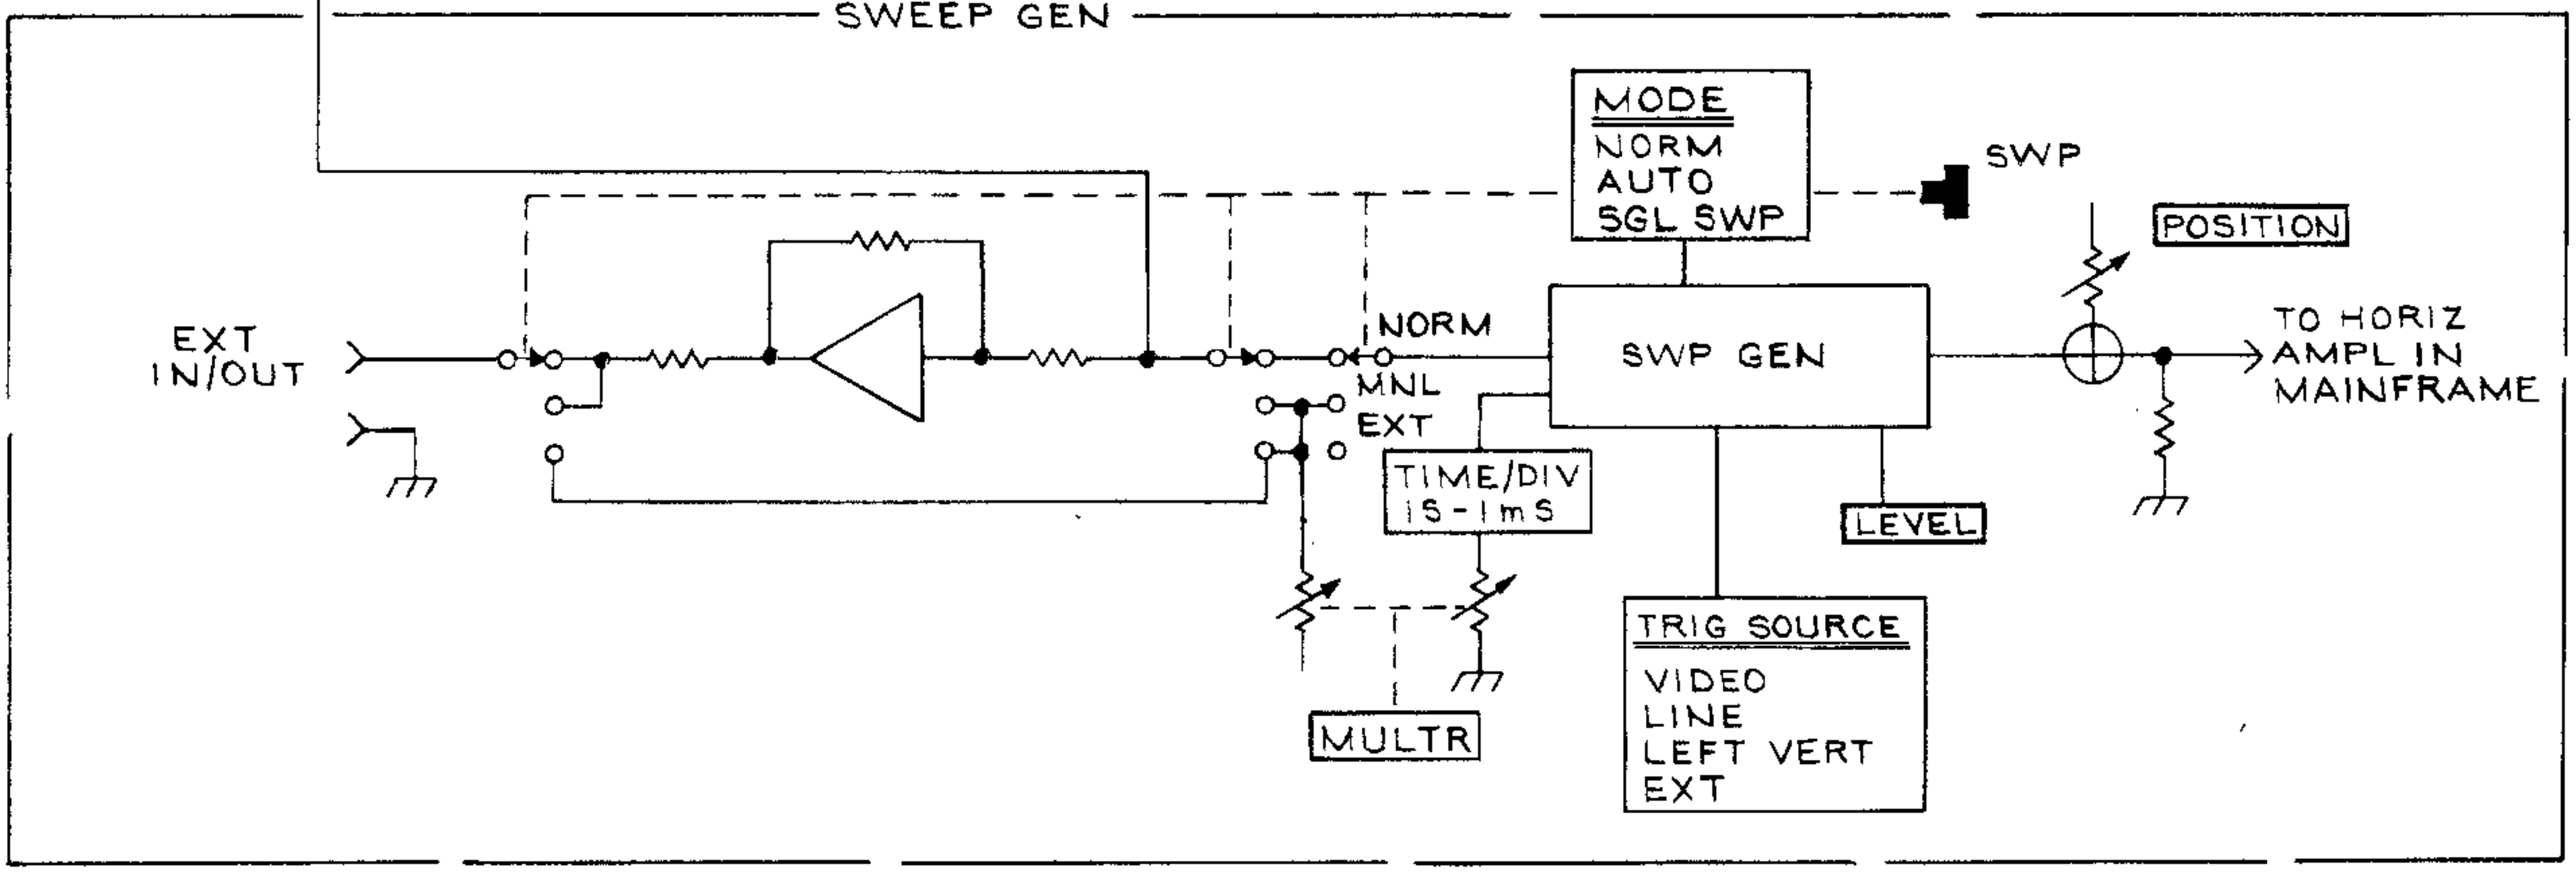 SWEEP GEN
MODE
NORM
AUTO
SGL SWP
SWP
POSITION
EXT
IN/OUT
NORM
MNL
EXT
SWP GEN
TO HORIZ
AMPL IN
MAINFRAME
TIME/DIV
1S-1mS
LEVEL
MULTR
TRIG SOURCE
VIDEO
LINE
LEFT VERT
EXT